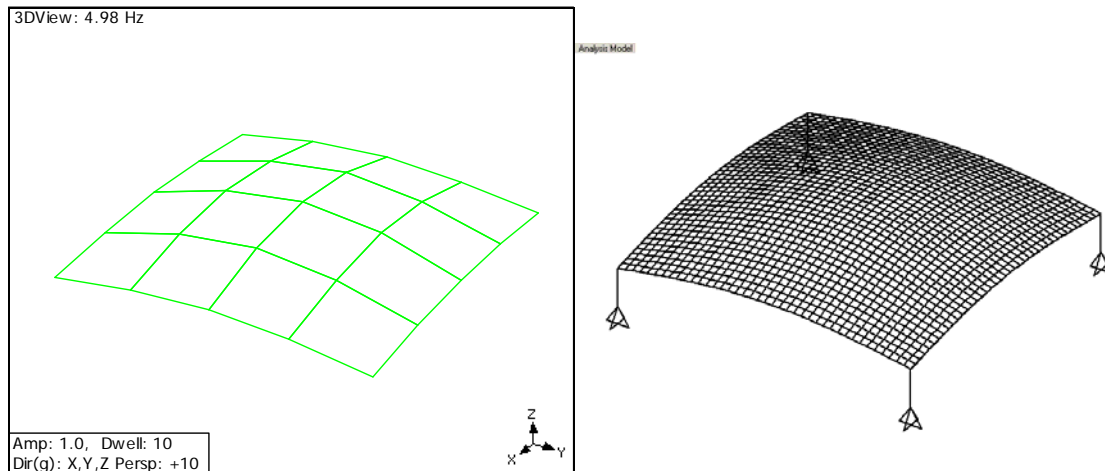 3DView: 4.98 Hz
Analysis Model
Z
Y
X
Amp: 1.0, Dwell: 10
Dir(g): X,Y,Z Persp: +10